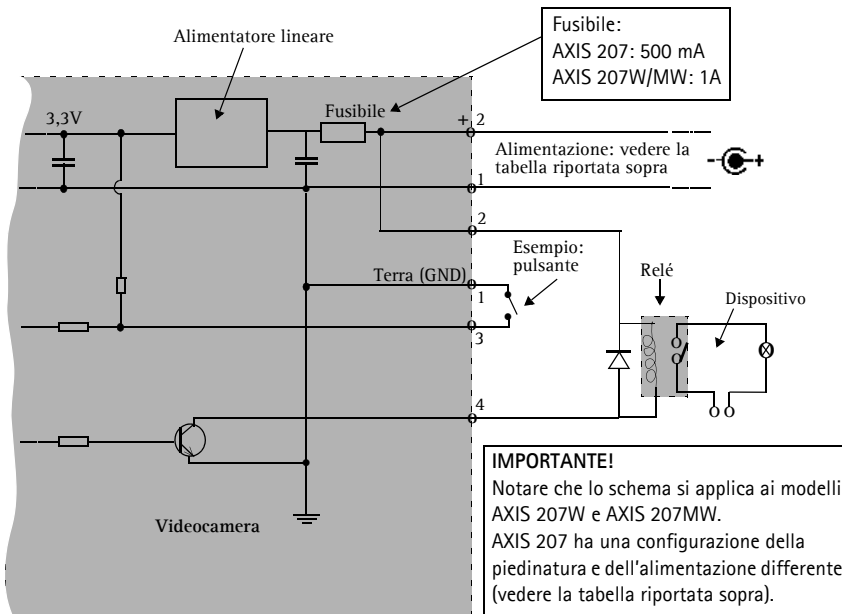 Alimentatore lineare
Fusibile:
AXIS 207: 500 mA
AXIS 207W/MW: 1A
3,3V
Fusibile
+ 2
Alimentazione: vedere la
tabella riportata sopra
- +
1
2
Esempio:
pulsante
Terra (GND)
1
Relé
Dispositivo
3
4
Videocamera
IMPORTANTE!
Notare che lo schema si applica ai modelli
AXIS 207W e AXIS 207MW.
AXIS 207 ha una configurazione della
piedinatura e dell'alimentazione differente
(vedere la tabella riportata sopra).